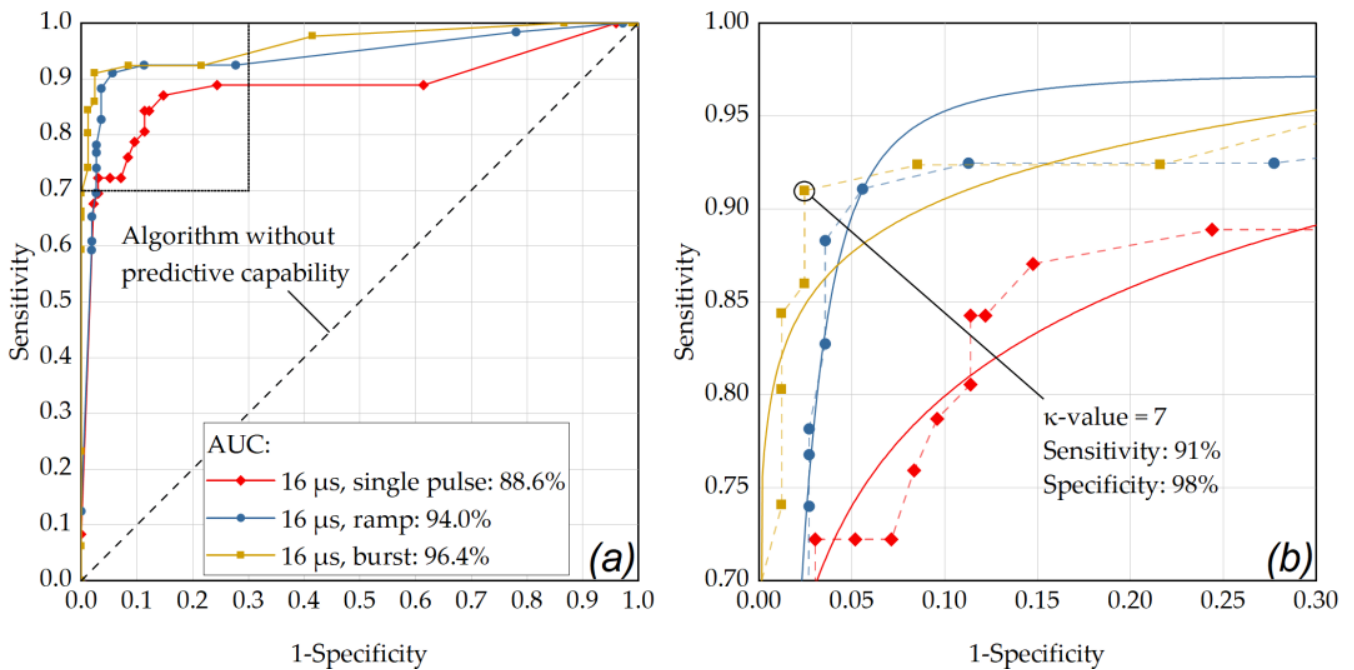 1.0
0.9
0.8
0.7
0.6
0.5
0.4
0.3
0.2
0.1
0.0
Sensitivity
Algorithm without
predictive capability
AUC:
16 μs, single pulse: 88.6%
16 μs, ramp: 94.0%
16 μs, burst: 96.4%
(a)
0.0 0.1 0.2 0.3 0.4 0.5 0.6 0.7 0.8 0.9 1.0
1-Specificity
1.00
0.95
0.90
0.85
0.80
0.75
0.70
Sensitivity
κ-value = 7
Sensitivity: 91%
Specificity: 98%
(b)
0.00 0.05 0.10 0.15 0.20 0.25 0.30
1-Specificity